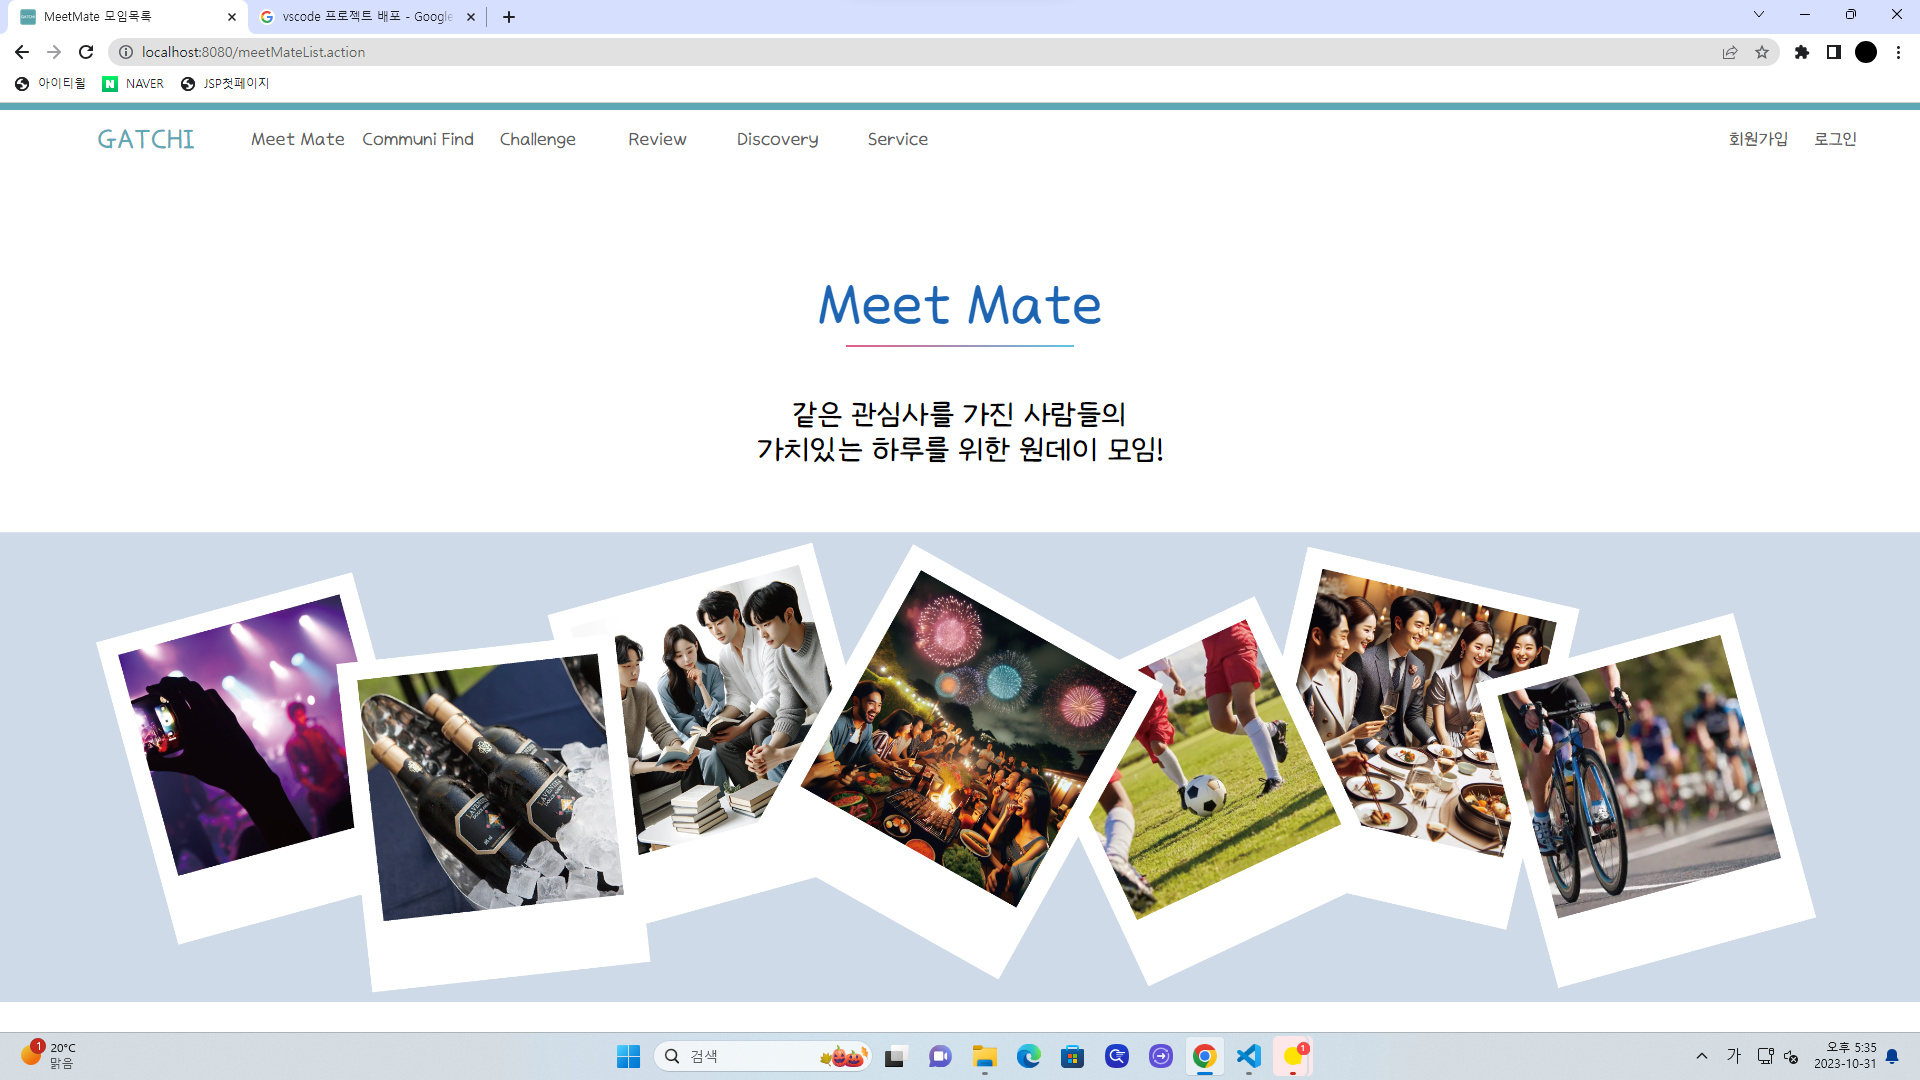 MeetMate 모임목록
vscode 프로젝트 배포 - Google
localhost:8080/meetMateList.action
아이티윌 NAVER JSP첫페이지
GATCHI Meet Mate Communi Find Challenge Review Discovery Service 회원가입 로그인
Meet Mate
같은 관심사를 가진 사람들의
가치있는 하루를 위한 원데이 모임!
1
20°C
맑음
검색
1
가
오후 5:35
2023-10-31